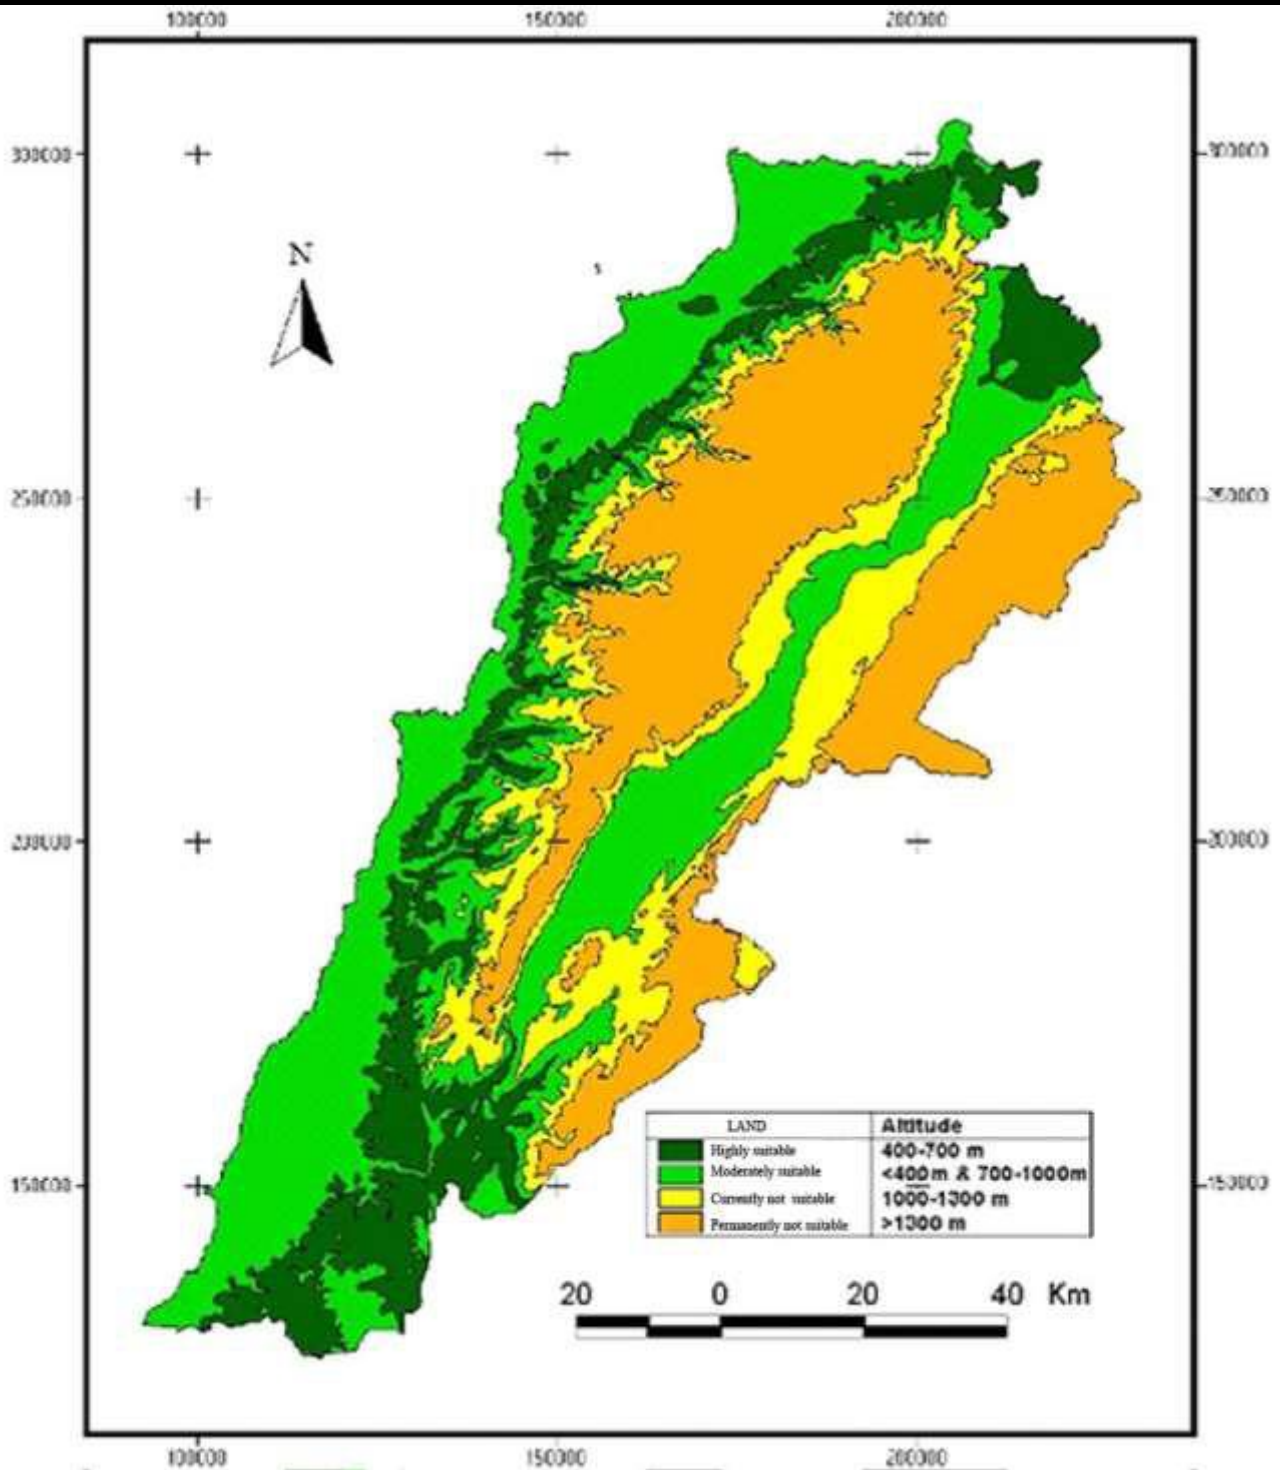 100000 150000 200000
300000 300000
N
250000 250000
200000 200000
LAND Altitude
Highly suitable 400-700 m
Moderately suitable <400m & 700-1000m
150000 150000
Currently not suitable 1000-1300 m
Permanently not suitable >1300 m
20 0 20 40 Km
100000 150000 200000